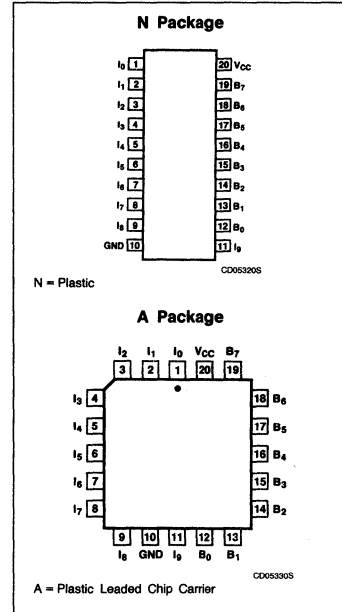 N Package
I0 1 20 VCC
I1 2 19 B7
I2 3 18 B6
I3 4 17 B5
I4 5 16 B4
I5 6 15 B3
I6 7 14 B2
I7 8 13 B1
I8 9 12 B0
GND 10 11 I9
CD05320S
N = Plastic
A Package
I2 I1 I0 VCC B7
3 2 1 20 19
I3 4 18 B6
I4 5 17 B5
I5 6 16 B4
I6 7 15 B3
I7 8 14 B2
9 10 11 12 13
I8 GND I9 B0 B1
CD05330S
A = Plastic Leaded Chip Carrier